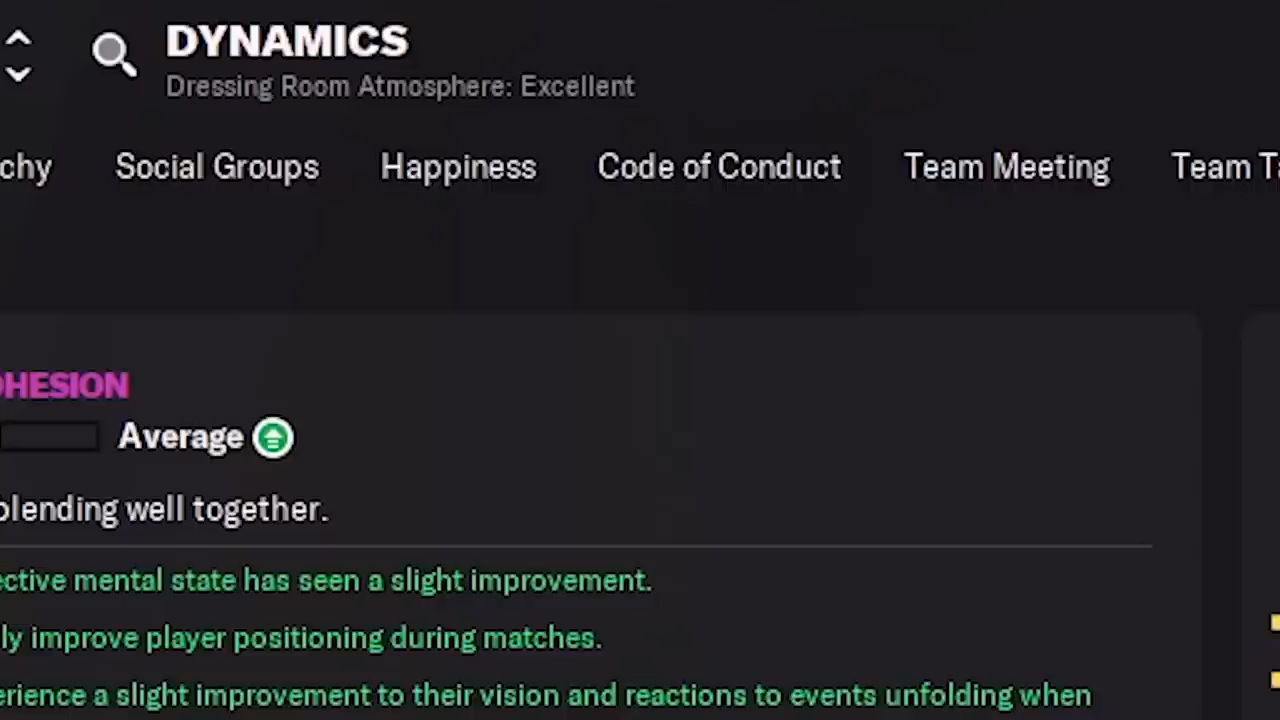 DYNAMICS
Dressing Room Atmosphere: Excellent
chy Social Groups Happiness Code of Conduct Team Meeting Team Ta
OHESION
Average
blending well together.
ective mental state has seen a slight improvement.
ly improve player positioning during matches.
erience a slight improvement to their vision and reactions to events unfolding when